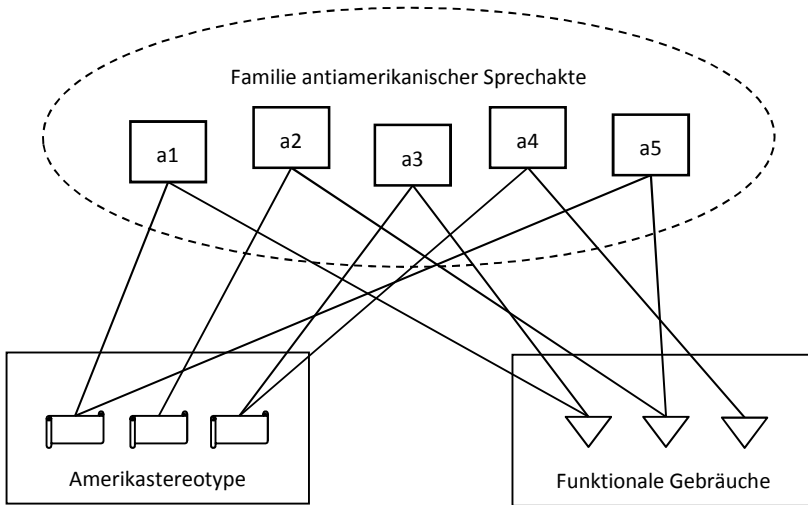 Familie antiamerikanischer Sprechakte
a1
a2
a3
a4
a5
Amerikastereotype
Funktionale Gebräuche